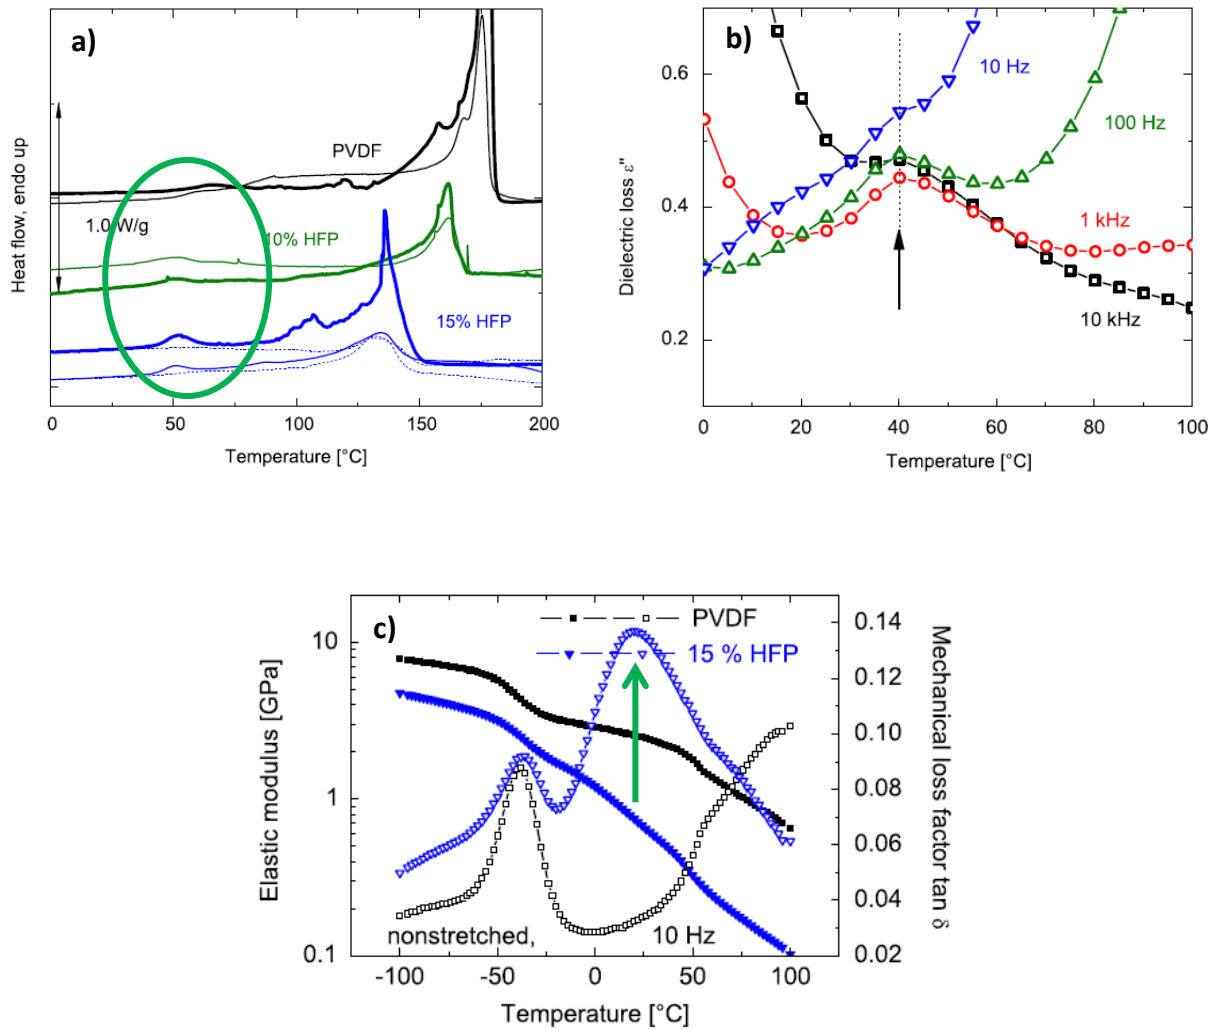 a)
PVDF
1.0 W/g
10% HFP
15% HFP
Heat flow, endo up
0 50 100 150 200
Temperature [°C]
b)
10 Hz
100 Hz
1 kHz
10 kHz
Dielectric loss ε"
0.6
0.4
0.2
0 20 40 60 80 100
Temperature [°C]
c)
PVDF
15 % HFP
nonstretched, 10 Hz
Elastic modulus [GPa]
10
1
0.1
Mechanical loss factor tan δ
0.14
0.12
0.10
0.08
0.06
0.04
0.02
-100 -50 0 50 100
Temperature [°C]